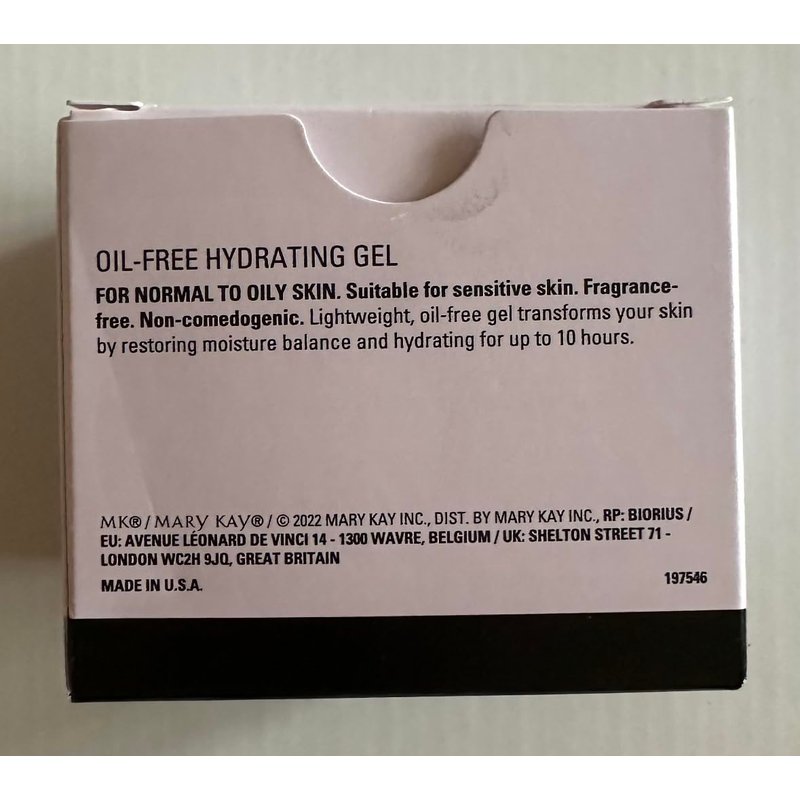 OIL-FREE HYDRATING GEL
FOR NORMAL TO OILY SKIN. Suitable for sensitive skin. Fragrance-
free. Non-comedogenic. Lightweight, oil-free gel transforms your skin
by restoring moisture balance and hydrating for up to 10 hours.
MK® / MARY KAY® / © 2022 MARY KAY INC., DIST. BY MARY KAY INC., RP: BIORIUS /
EU: AVENUE LÉONARD DE VINCI 14 - 1300 WAVRE, BELGIUM / UK: SHELTON STREET 71 -
LONDON WC2H 9JQ, GREAT BRITAIN
MADE IN U.S.A. 197546